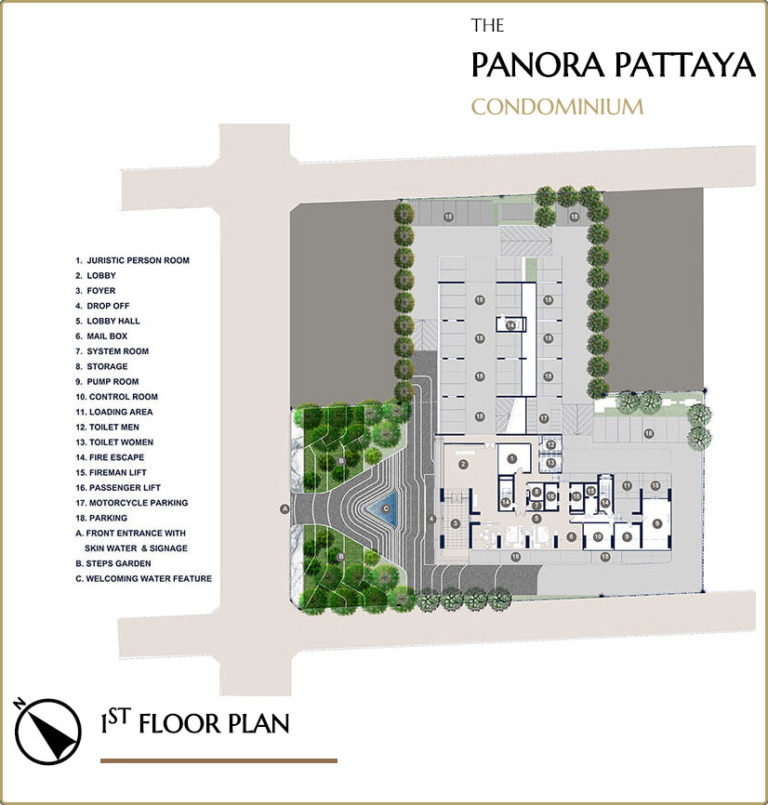 THE
PANORA PATTAYA
CONDOMINIUM
1. JURISTIC PERSON ROOM
2. LOBBY
3. FOYER
4. DROP OFF
5. LOBBY HALL
6. MAIL BOX
7. SYSTEM ROOM
8. STORAGE
9. PUMP ROOM
10. CONTROL ROOM
11. LOADING AREA
12. TOILET MEN
13. TOILET WOMEN
14. FIRE ESCAPE
15. FIREMAN LIFT
16. PASSENGER LIFT
17. MOTORCYCLE PARKING
18. PARKING
A. FRONT ENTRANCE WITH
SKIN WATER & SIGNAGE
B. STEPS GARDEN
C. WELCOMING WATER FEATURE
18 18
18 18
14
18 18
18 18
18 17
18
12
2 1 13
B
11 18
A C
14 8 16 16 15 14
7
4 3 5 6 10 9 9
B
18 18
N
1ST FLOOR PLAN